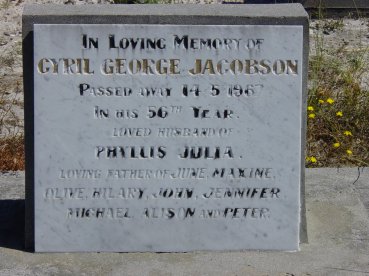 In Loving Memory of
CYRIL GEORGE JACOBSON
Passed away 14·5·1967
In his 56TH Year.
Loved Husband of
PHYLLIS JULIA.
Loving Father of June, Maxine,
Olive, Hilary, John, Jennifer
Michael, Alison and Peter.